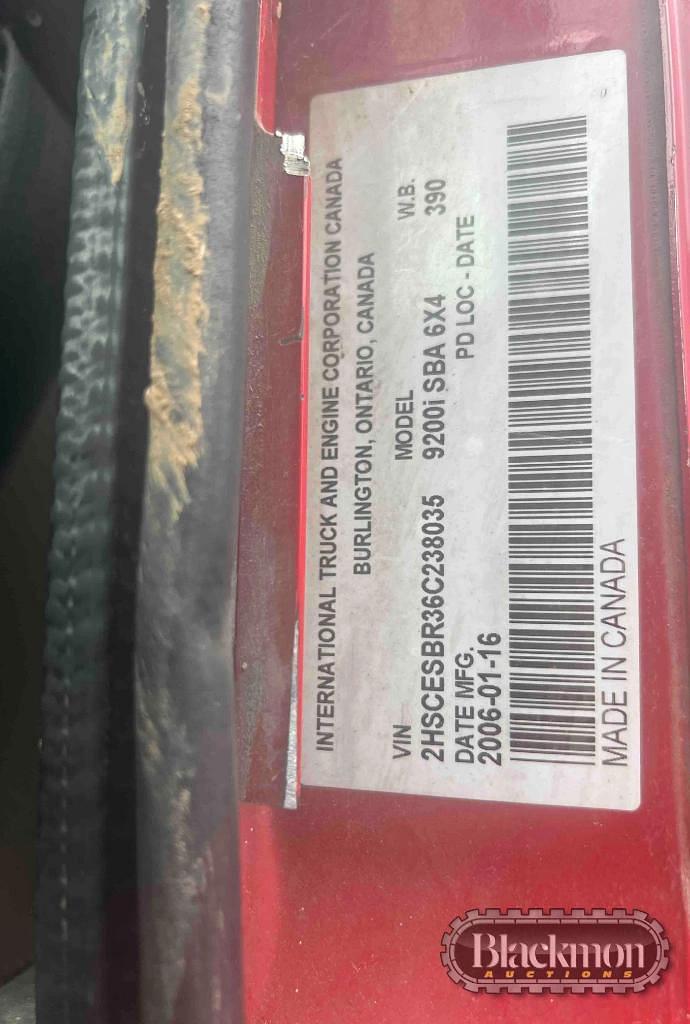 INTERNATIONAL TRUCK AND ENGINE CORPORATION CANADA
BURLINGTON, ONTARIO, CANADA
VIN MODEL W.B.
2HSCESBR36C238035 9200i SBA 6X4 390
DATE MFG. PD LOC - DATE
2006-01-16
MADE IN CANADA
Blackmon
AUCTIONS